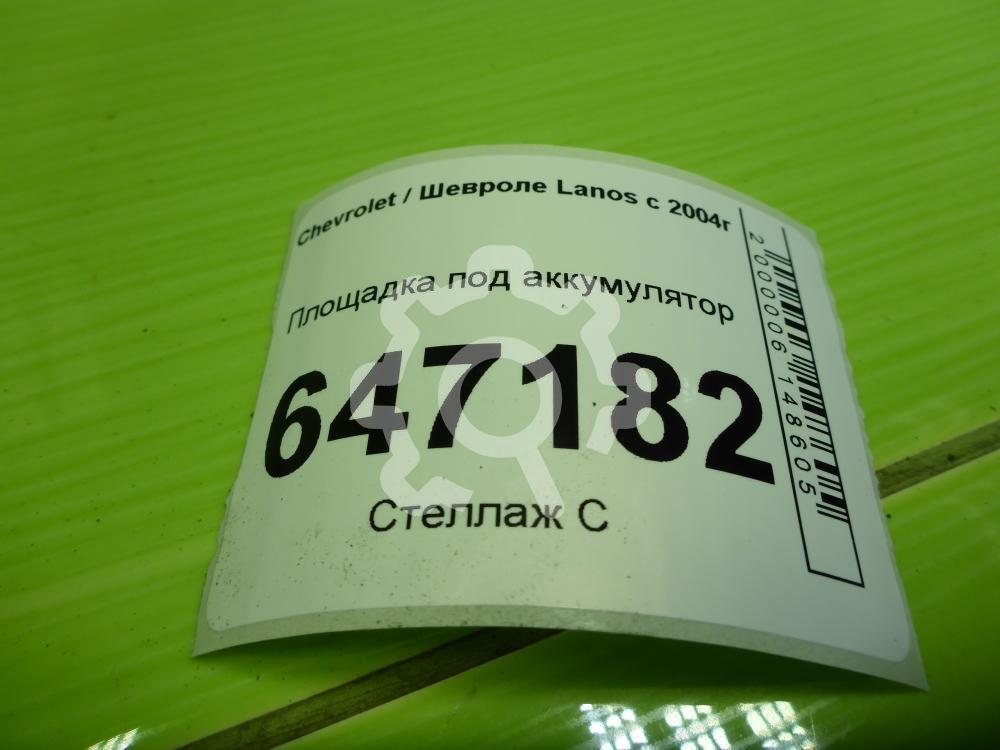 Chevrolet / Шевроле Lanos с 2004г
Площадка под аккумулятор
647182
Стеллаж С
2000006148605